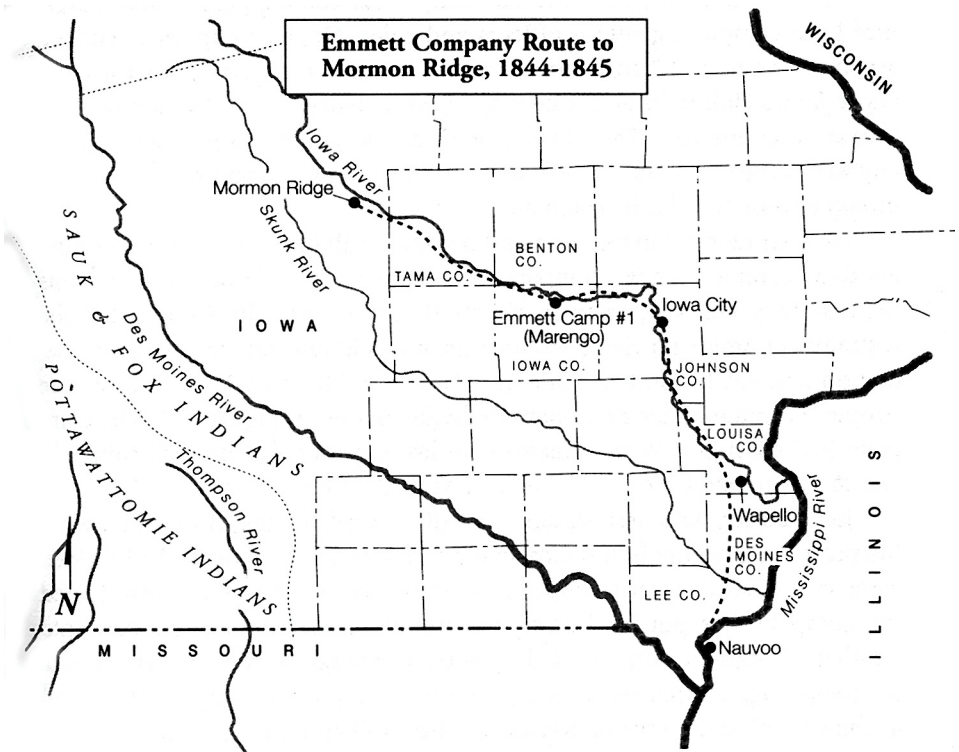 Emmett Company Route to
Mormon Ridge, 1844-1845
WISCONSIN
Iowa River
Mormon Ridge
Skunk River
SAUK & FOX INDIANS
BENTON
CO.
TAMA CO.
Emmett Camp #1
(Marengo)
Iowa City
IOWA
Des Moines River
IOWA CO.
JOHNSON
CO.
POTTAWATTOMIE INDIANS
LOUISA
CO.
Thompson River
Wapello
Mississippi River
ILLINOIS
DES
MOINES
CO.
LEE CO.
N
MISSOURI
Nauvoo